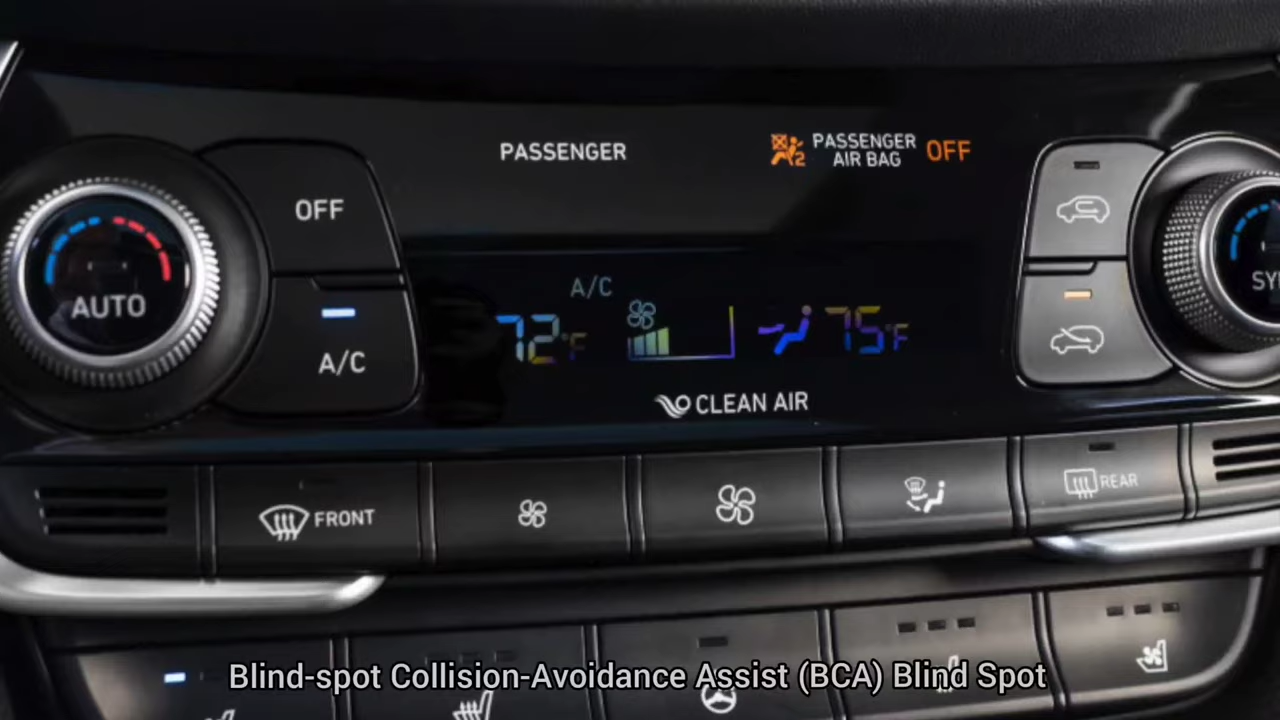 PASSENGER
PASSENGER
AIR BAG
OFF
2
OFF
AUTO
A/C
A/C
72°F
75°F
CLEAN AIR
FRONT
REAR
Blind-spot Collision-Avoidance Assist (BCA) Blind Spot